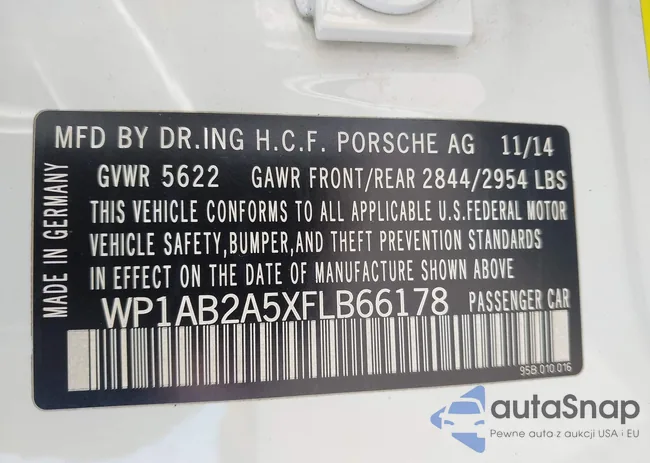 MFD BY DR.ING H.C.F. PORSCHE AG 11/14
GVWR 5622 GAWR FRONT/REAR 2844/2954 LBS
THIS VEHICLE CONFORMS TO ALL APPLICABLE U.S.FEDERAL MOTOR
VEHICLE SAFETY,BUMPER,AND THEFT PREVENTION STANDARDS
IN EFFECT ON THE DATE OF MANUFACTURE SHOWN ABOVE
WP1AB2A5XFLB66178 PASSENGER CAR
MADE IN GERMANY
95B.010.016
autaSnap
Pewne auta z aukcji USA i EU